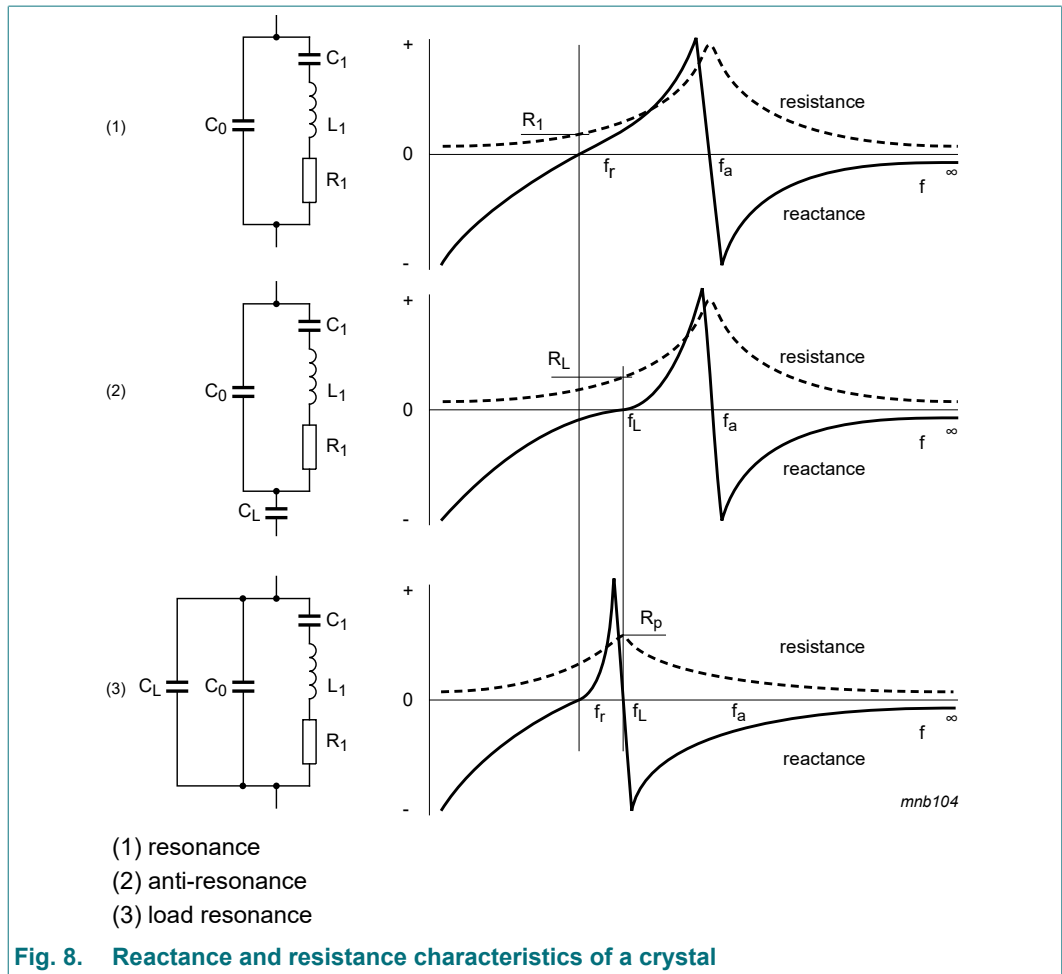 C1
+
resistance
R1
(1)
C0
L1
0
fr
fa
∞
f
R1
reactance
-
+
C1
resistance
RL
(2)
C0
L1
0
fL
fa
∞
f
R1
reactance
CL
-
+
C1
Rp
resistance
(3)
CL
C0
L1
0
fr
fL
fa
∞
f
R1
reactance
mnb104
-
(1) resonance
(2) anti-resonance
(3) load resonance
Fig. 8. Reactance and resistance characteristics of a crystal